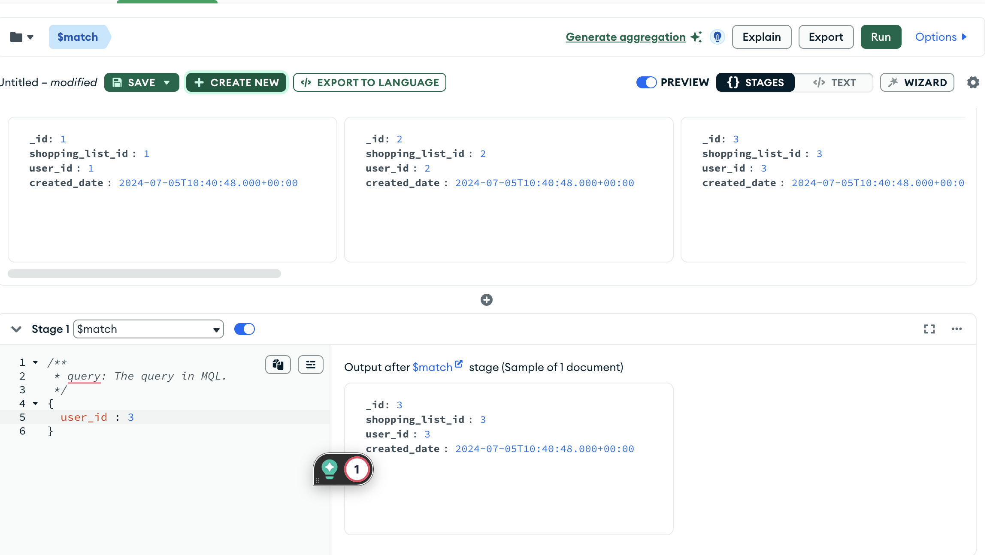 $match
Generate aggregation
Explain
Export
Run
Options
Untitled – modified
SAVE
CREATE NEW
EXPORT TO LANGUAGE
PREVIEW
{} STAGES
</> TEXT
WIZARD
_id: 1
shopping_list_id : 1
user_id : 1
created_date : 2024-07-05T10:40:48.000+00:00
_id: 2
shopping_list_id : 2
user_id : 2
created_date : 2024-07-05T10:40:48.000+00:00
_id: 3
shopping_list_id : 3
user_id : 3
created_date : 2024-07-05T10:40:48.000+00:0
Stage 1 $match
1 /**
2 * query: The query in MQL.
3 */
4 {
5 user_id : 3
6 }
Output after $match stage (Sample of 1 document)
_id: 3
shopping_list_id : 3
user_id : 3
created_date : 2024-07-05T10:40:48.000+00:00
1